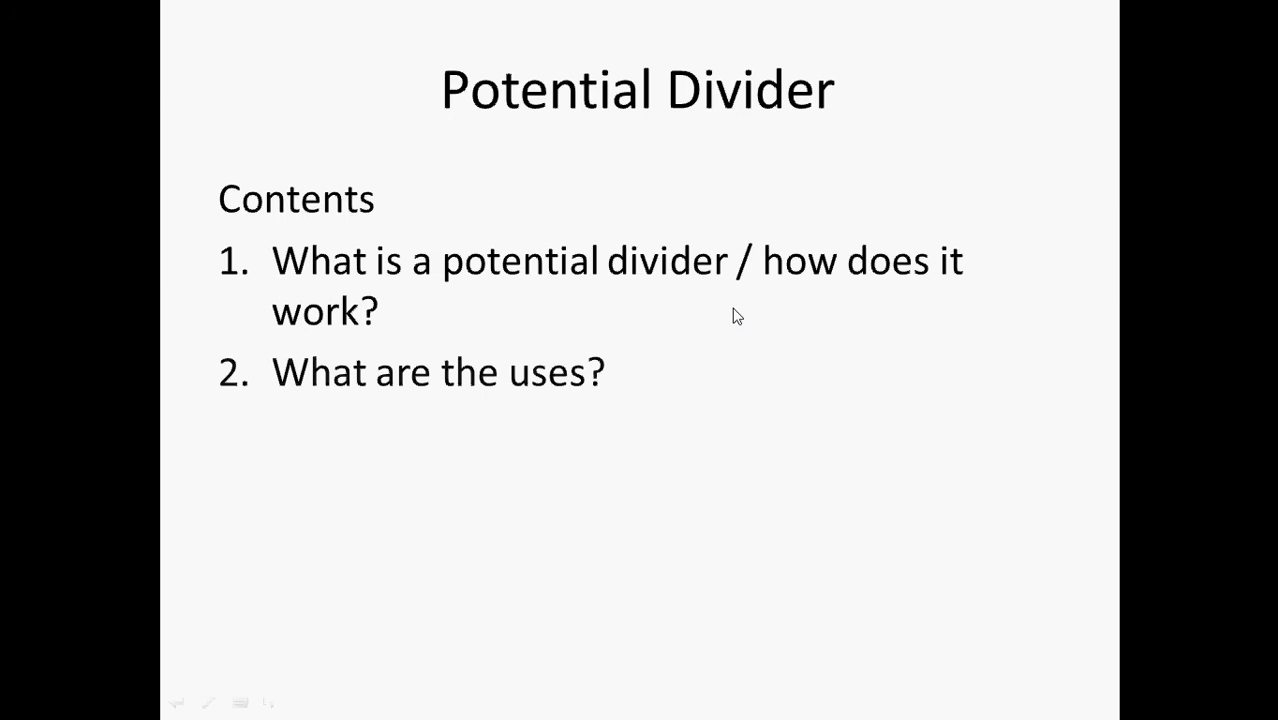 Potential Divider
Contents
1. What is a potential divider / how does it
work?
2. What are the uses?